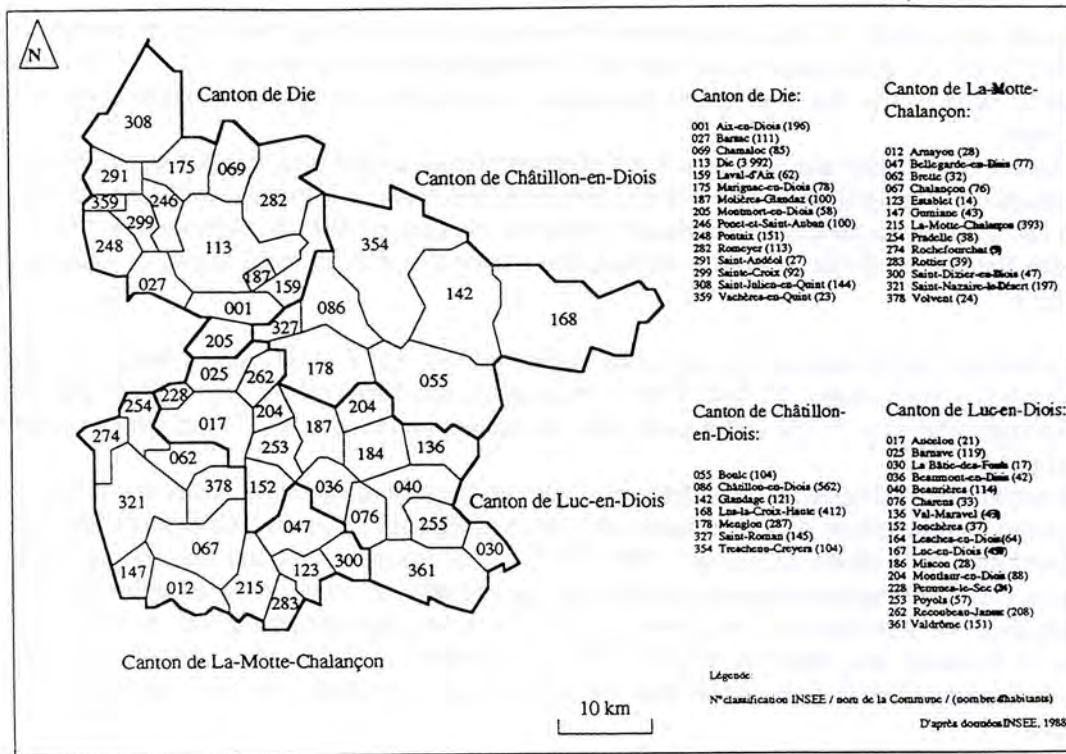 N
Canton de Die
308
175
069
291
Canton de Châtillon-en-Diois
359
246
282
299
354
248
113
142
027
187
159
168
001
086
327
205
178
025
055
262
228
204
254
204
017
187
274
253
184
136
062
378
152
036
040
Canton de Luc-en-Diois
321
076
047
255
030
067
300
361
147
123
012
215
283
Canton de La-Motte-Chalançon
10 km
Canton de Die:
001 Aix-en-Diois (196)
027 Barsac (111)
069 Chamaloc (85)
113 Die (3 992)
159 Laval-d'Aix (62)
175 Marignac-en-Diois (78)
187 Molières-Glandaz (100)
205 Montmort-en-Diois (58)
246 Ponet-et-Saint-Auban (100)
248 Pontaix (151)
282 Romeyer (113)
291 Saint-Andéol (27)
299 Sainte-Croix (92)
308 Saint-Julien-en-Quint (144)
359 Vachères-en-Quint (23)
Canton de La-Motte-
Chalançon:
012 Arnayon (28)
047 Bellegarde-en-Diois (77)
062 Brette (32)
067 Chalançon (76)
123 Establet (14)
147 Gumiane (43)
215 La-Motte-Chalançon (393)
254 Pradelle (38)
274 Rochefourchat
283 Rottier (39)
300 Saint-Dizier-en-Diois (47)
321 Saint-Nazaire-le-Désert (197)
378 Volvent (24)
Canton de Châtillon-
en-Diois:
055 Boulc (104)
086 Châtillon-en-Diois (562)
142 Glandage (121)
168 Lus-la-Croix-Haute (412)
178 Menglon (287)
327 Saint-Roman (145)
354 Treschenu-Creyers (104)
Canton de Luc-en-Diois:
017 Aucelon (21)
025 Barnave (119)
030 La Bâtie-des-Fonds (17)
036 Beaumont-en-Diois (42)
040 Beaurières (114)
076 Charens (33)
136 Val-Maravel
152 Jonchères (37)
164 Lesches-en-Diois (64)
167 Luc-en-Diois
186 Miscon (28)
204 Montlaur-en-Diois (88)
228 Pennes-le-Sec
253 Poyols (57)
262 Recoubeau-Jansac (208)
361 Valdrôme (151)
Légende:
N° classification INSEE / nom de la Commune / (nombre d'habitants)
D'après données INSEE, 1988